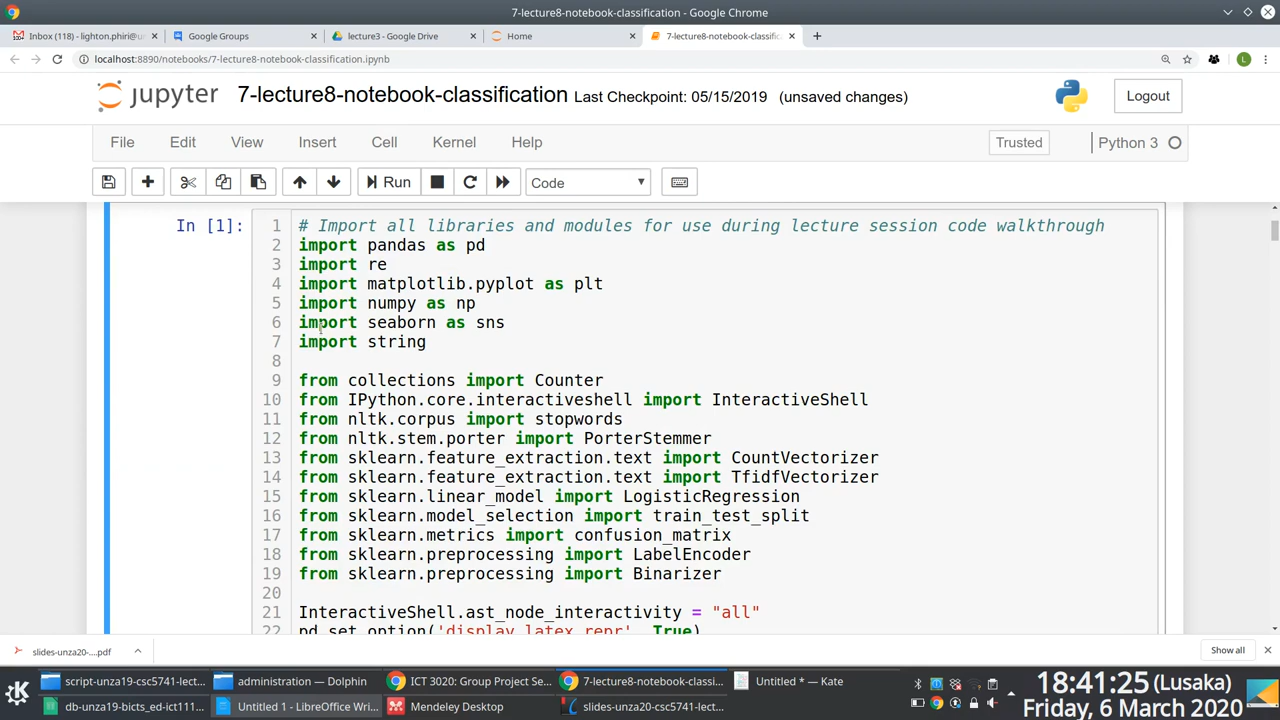 7-lecture8-notebook-classification - Google Chrome
Inbox (118) - lighton.phiri@u
Google Groups
lecture3 - Google Drive
Home
7-lecture8-notebook-classifica
localhost:8890/notebooks/7-lecture8-notebook-classification.ipynb
L
jupyter 7-lecture8-notebook-classification Last Checkpoint: 05/15/2019 (unsaved changes)
Logout
File Edit View Insert Cell Kernel Help
Trusted
Python 3
Run
Code
In [1]:
1 # Import all libraries and modules for use during lecture session code walkthrough
2 import pandas as pd
3 import re
4 import matplotlib.pyplot as plt
5 import numpy as np
6 import seaborn as sns
7 import string
8
9 from collections import Counter
10 from IPython.core.interactiveshell import InteractiveShell
11 from nltk.corpus import stopwords
12 from nltk.stem.porter import PorterStemmer
13 from sklearn.feature_extraction.text import CountVectorizer
14 from sklearn.feature_extraction.text import TfidfVectorizer
15 from sklearn.linear_model import LogisticRegression
16 from sklearn.model_selection import train_test_split
17 from sklearn.metrics import confusion_matrix
18 from sklearn.preprocessing import LabelEncoder
19 from sklearn.preprocessing import Binarizer
20
21 InteractiveShell.ast_node_interactivity = "all"
22 pd.set_option('display.latex.repr', True)
slides-unza20-....pdf
Show all
script-unza19-csc5741-lect...
administration — Dolphin
ICT 3020: Group Project Se...
7-lecture8-notebook-classi...
Untitled * — Kate
db-unza19-bicts_ed-ict111...
Untitled 1 - LibreOffice Wri...
Mendeley Desktop
slides-unza20-csc5741-lect...
18:41:25 (Lusaka)
Friday, 6 March 2020